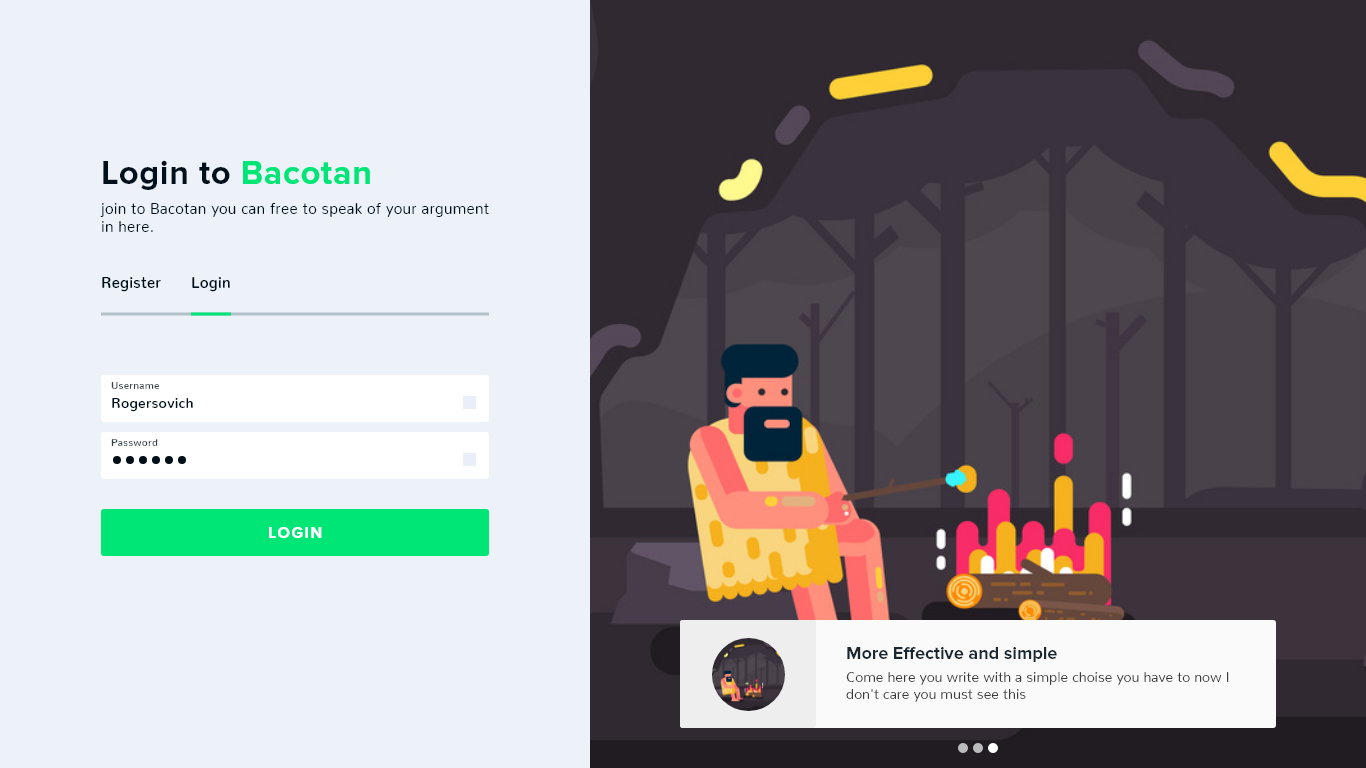 Login to Bacotan
join to Bacotan you can free to speak of your argument
in here.
Register Login
Username
Rogersovich
Password
●●●●●●
LOGIN
More Effective and simple
Come here you write with a simple choise you have to now I
don't care you must see this